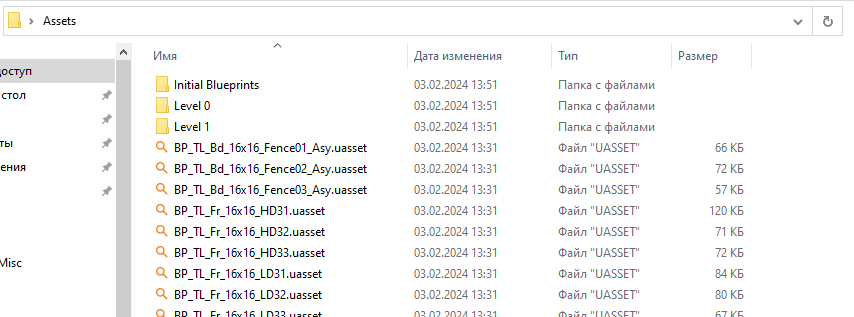 Assets
Имя Дата изменения Тип Размер
доступ
стол
ты
ения
Misc
Initial Blueprints 03.02.2024 13:51 Папка с файлами
Level 0 03.02.2024 13:51 Папка с файлами
Level 1 03.02.2024 13:51 Папка с файлами
BP_TL_Bd_16x16_Fence01_Asy.uasset 03.02.2024 13:31 Файл "UASSET" 66 КБ
BP_TL_Bd_16x16_Fence02_Asy.uasset 03.02.2024 13:31 Файл "UASSET" 72 КБ
BP_TL_Bd_16x16_Fence03_Asy.uasset 03.02.2024 13:31 Файл "UASSET" 57 КБ
BP_TL_Fr_16x16_HD31.uasset 03.02.2024 13:31 Файл "UASSET" 120 КБ
BP_TL_Fr_16x16_HD32.uasset 03.02.2024 13:31 Файл "UASSET" 71 КБ
BP_TL_Fr_16x16_HD33.uasset 03.02.2024 13:31 Файл "UASSET" 72 КБ
BP_TL_Fr_16x16_LD31.uasset 03.02.2024 13:31 Файл "UASSET" 84 КБ
BP_TL_Fr_16x16_LD32.uasset 03.02.2024 13:31 Файл "UASSET" 80 КБ
BP_TL_Fr_16x16_LD33.uasset 03.02.2024 13:31 Файл "UASSET" 67 КБ